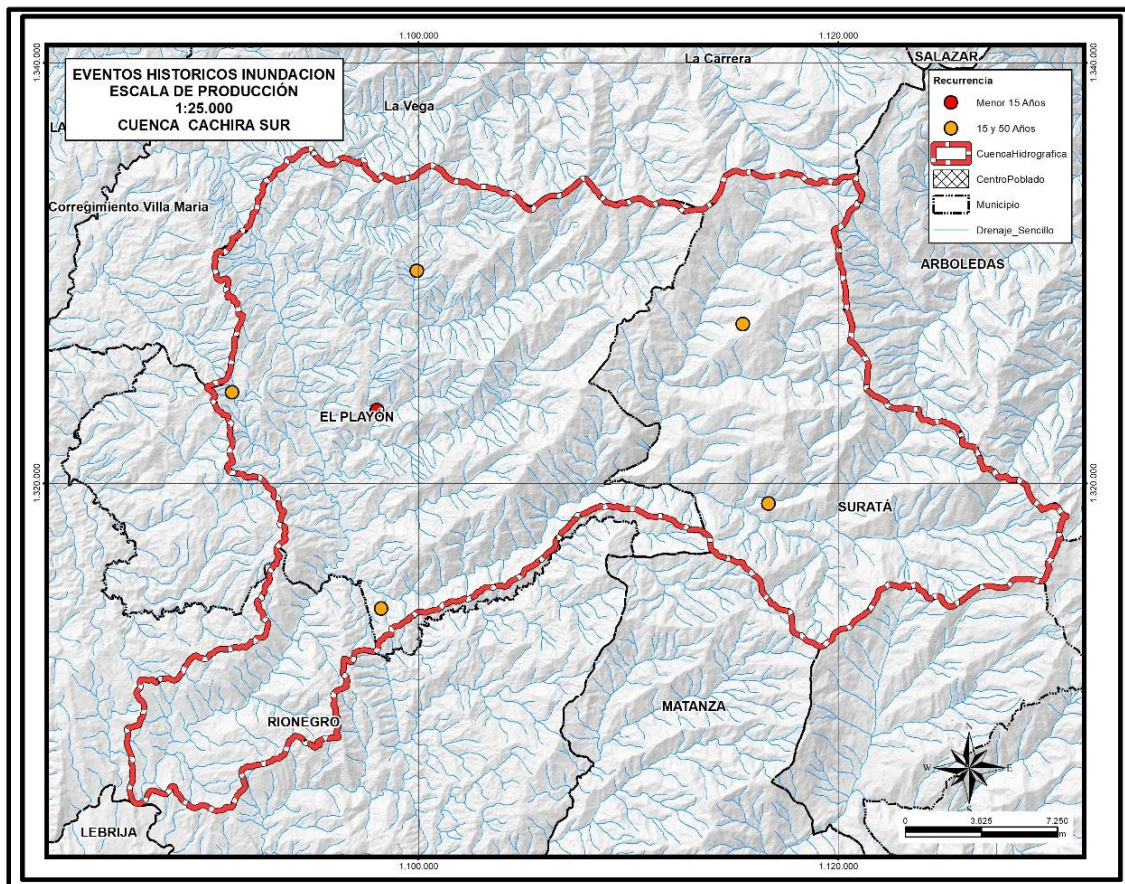 1.100.000
1.120.000
1.340.000
1.340.000
EVENTOS HISTORICOS INUNDACION
ESCALA DE PRODUCCIÓN
1:25.000
CUENCA CACHIRA SUR
La Carrera
SALAZAR
La Vega
LA
Recurrencia
Menor 15 Años
15 y 50 Años
CuencaHidrografica
CentroPoblado
Municipio
Drenaje_Sencillo
Corregimiento Villa Maria
ARBOLEDAS
EL PLAYÓN
1.320.000
1.320.000
SURATÁ
MATANZA
RIONEGRO
N
W
E
S
LEBRIJA
0
3.625
7.250
m
1.100.000
1.120.000